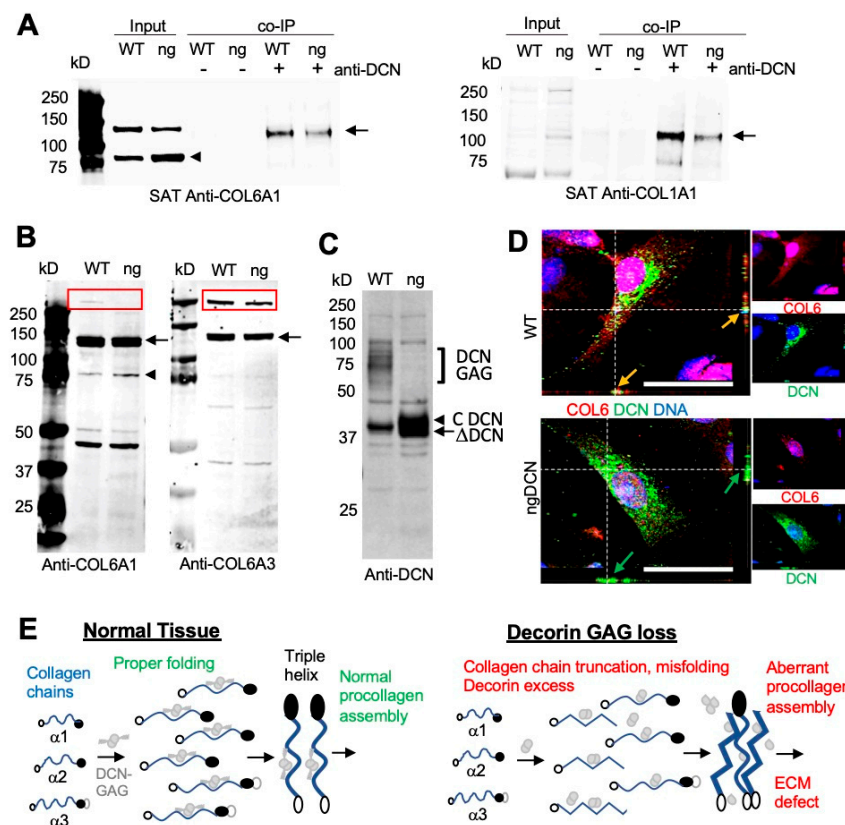 A
Input
co-IP
WT ng WT ng WT ng
kD
- - + + anti-DCN
250
150
100
75
SAT Anti-COL6A1
Input
co-IP
WT ng WT ng WT ng
kD
- - + + anti-DCN
250
150
100
75
SAT Anti-COL1A1
B
kD WT ng
250
150
100
75
50
37
25
Anti-COL6A1
kD WT ng
Anti-COL6A3
C
kD WT ng
250
150
100
75
50
37
25
DCN
GAG
C DCN
ΔDCN
Anti-DCN
D
WT
COL6 DCN DNA
COL6
DCN
ngDCN
COL6
DCN
E
Normal Tissue
Collagen
chains
α1
α2
α3
DCN-
GAG
Proper folding
Triple
helix
Normal
procollagen
assembly
Decorin GAG loss
Collagen chain truncation, misfolding
Decorin excess
α1
α2
α3
Aberrant
procollagen
assembly
ECM
defect